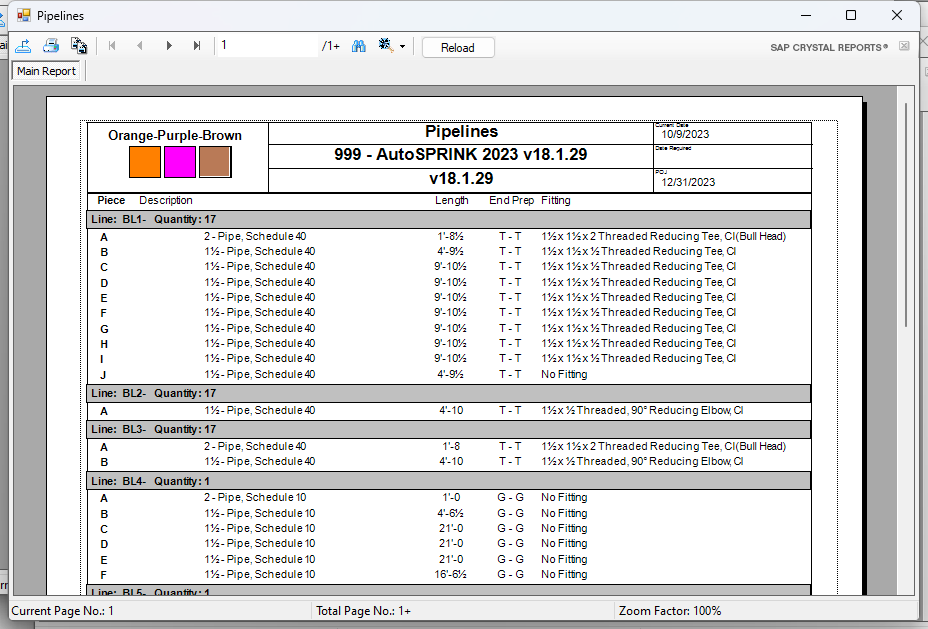 Pipelines
1 /1+ Reload SAP CRYSTAL REPORTS®
Main Report
Orange-Purple-Brown
Pipelines
999 - AutoSPRINK 2023 v18.1.29
v18.1.29
Current Date
10/9/2023
Date Required
POJ
12/31/2023
Piece Description Length End Prep Fitting
Line: BL1- Quantity: 17
A 2 - Pipe, Schedule 40 1'-8½ T - T 1½ x 1½ x 2 Threaded Reducing Tee, CI (Bull Head)
B 1½ - Pipe, Schedule 40 4'-9½ T - T 1½ x 1½ x ½ Threaded Reducing Tee, CI
C 1½ - Pipe, Schedule 40 9'-10½ T - T 1½ x 1½ x ½ Threaded Reducing Tee, CI
D 1½ - Pipe, Schedule 40 9'-10½ T - T 1½ x 1½ x ½ Threaded Reducing Tee, CI
E 1½ - Pipe, Schedule 40 9'-10½ T - T 1½ x 1½ x ½ Threaded Reducing Tee, CI
F 1½ - Pipe, Schedule 40 9'-10½ T - T 1½ x 1½ x ½ Threaded Reducing Tee, CI
G 1½ - Pipe, Schedule 40 9'-10½ T - T 1½ x 1½ x ½ Threaded Reducing Tee, CI
H 1½ - Pipe, Schedule 40 9'-10½ T - T 1½ x 1½ x ½ Threaded Reducing Tee, CI
I 1½ - Pipe, Schedule 40 9'-10½ T - T 1½ x 1½ x ½ Threaded Reducing Tee, CI
J 1½ - Pipe, Schedule 40 4'-9½ T - T No Fitting
Line: BL2- Quantity: 17
A 1½ - Pipe, Schedule 40 4'-10 T - T 1½ x ½ Threaded, 90° Reducing Elbow, CI
Line: BL3- Quantity: 17
A 2 - Pipe, Schedule 40 1'-8 T - T 1½ x 1½ x 2 Threaded Reducing Tee, CI (Bull Head)
B 1½ - Pipe, Schedule 40 4'-10 T - T 1½ x ½ Threaded, 90° Reducing Elbow, CI
Line: BL4- Quantity: 1
A 2 - Pipe, Schedule 10 1'-0 G - G No Fitting
B 1½ - Pipe, Schedule 10 4'-6½ G - G No Fitting
C 1½ - Pipe, Schedule 10 21'-0 G - G No Fitting
D 1½ - Pipe, Schedule 10 21'-0 G - G No Fitting
E 1½ - Pipe, Schedule 10 21'-0 G - G No Fitting
F 1½ - Pipe, Schedule 10 16'-6½ G - G No Fitting
Line: BL5- Quantity: 1
Current Page No.: 1 Total Page No.: 1+ Zoom Factor: 100%